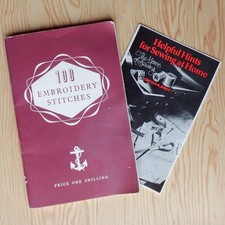 100
EMBROIDERY
STITCHES
PRICE ONE SHILLING
Helpful Hints
for Sewing at Home